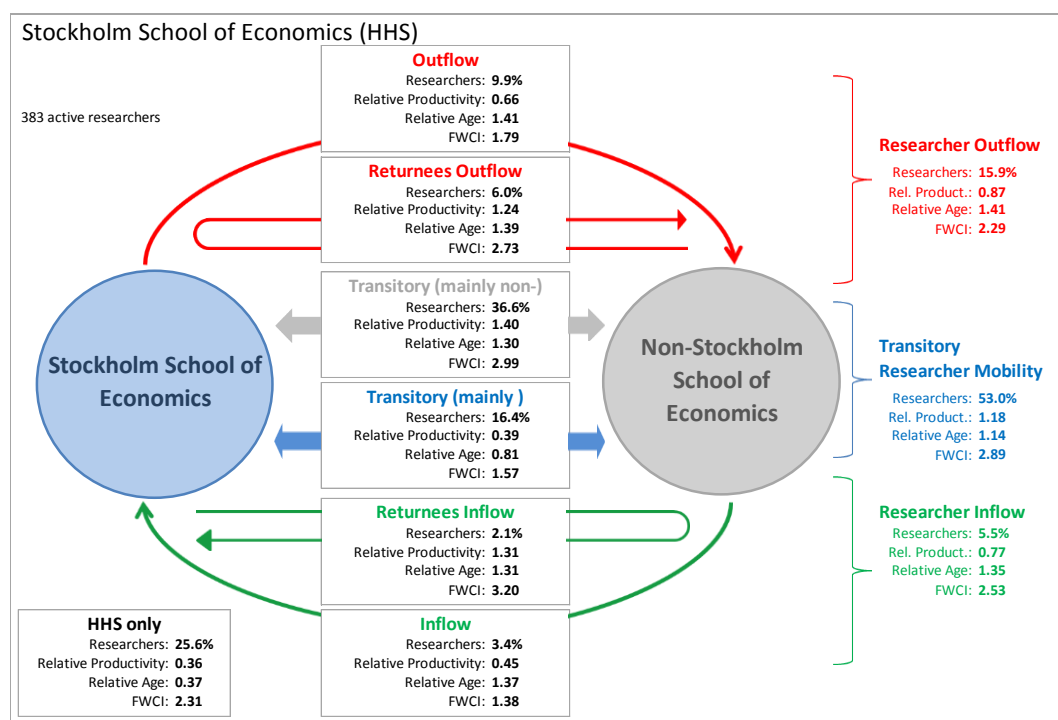 Stockholm School of Economics (HHS)
383 active researchers
Outflow
Researchers: 9.9%
Relative Productivity: 0.66
Relative Age: 1.41
FWCI: 1.79
Returnees Outflow
Researchers: 6.0%
Relative Productivity: 1.24
Relative Age: 1.39
FWCI: 2.73
Transitory (mainly non-)
Researchers: 36.6%
Relative Productivity: 1.40
Relative Age: 1.30
FWCI: 2.99
Transitory (mainly )
Researchers: 16.4%
Relative Productivity: 0.39
Relative Age: 0.81
FWCI: 1.57
Returnees Inflow
Researchers: 2.1%
Relative Productivity: 1.31
Relative Age: 1.31
FWCI: 3.20
Inflow
Researchers: 3.4%
Relative Productivity: 0.45
Relative Age: 1.37
FWCI: 1.38
Stockholm School of
Economics
Non-Stockholm
School of
Economics
HHS only
Researchers: 25.6%
Relative Productivity: 0.36
Relative Age: 0.37
FWCI: 2.31
Researcher Outflow
Researchers: 15.9%
Rel. Product.: 0.87
Relative Age: 1.41
FWCI: 2.29
Transitory
Researcher Mobility
Researchers: 53.0%
Rel. Product.: 1.18
Relative Age: 1.14
FWCI: 2.89
Researcher Inflow
Researchers: 5.5%
Rel. Product.: 0.77
Relative Age: 1.35
FWCI: 2.53